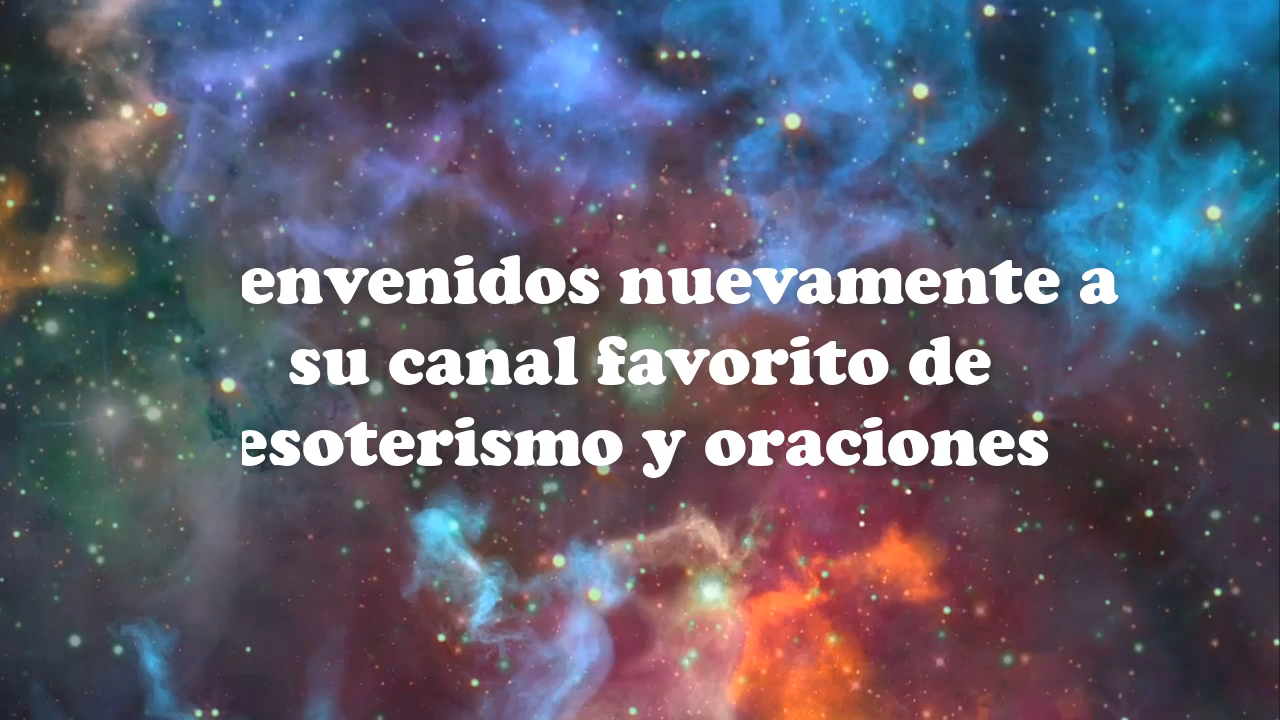 envenidos nuevamente a
su canal favorito de
esoterismo y oraciones